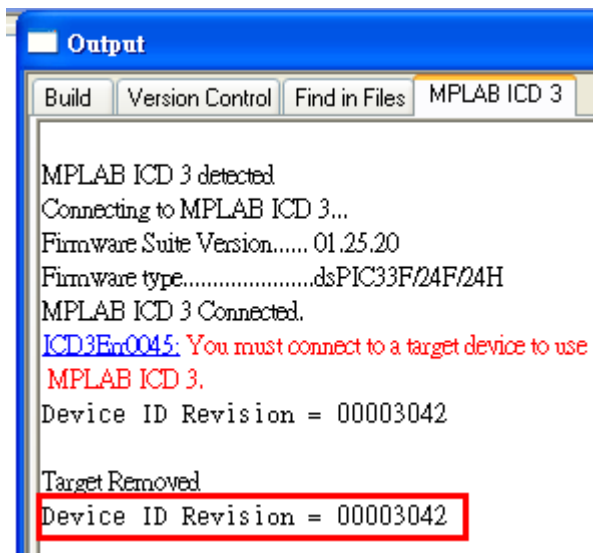 Output
Build Version Control Find in Files MPLAB ICD 3
MPLAB ICD 3 detected
Connecting to MPLAB ICD 3...
Firmware Suite Version...... 01.25.20
Firmware type......................dsPIC33F/24F/24H
MPLAB ICD 3 Connected.
ICD3Err0045: You must connect to a target device to use
MPLAB ICD 3.
Device ID Revision = 00003042
Target Removed
Device ID Revision = 00003042